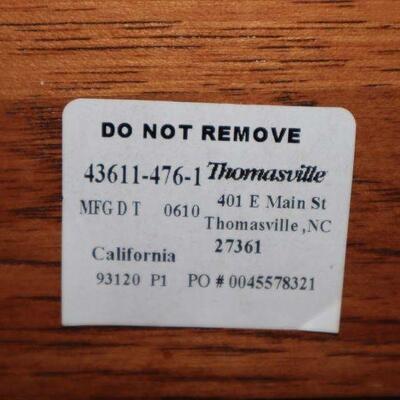 DO NOT REMOVE
43611-476-1 Thomasville
MFG D T 0610 401 E Main St
Thomasville ,NC
27361
California
93120 P1 PO # 0045578321